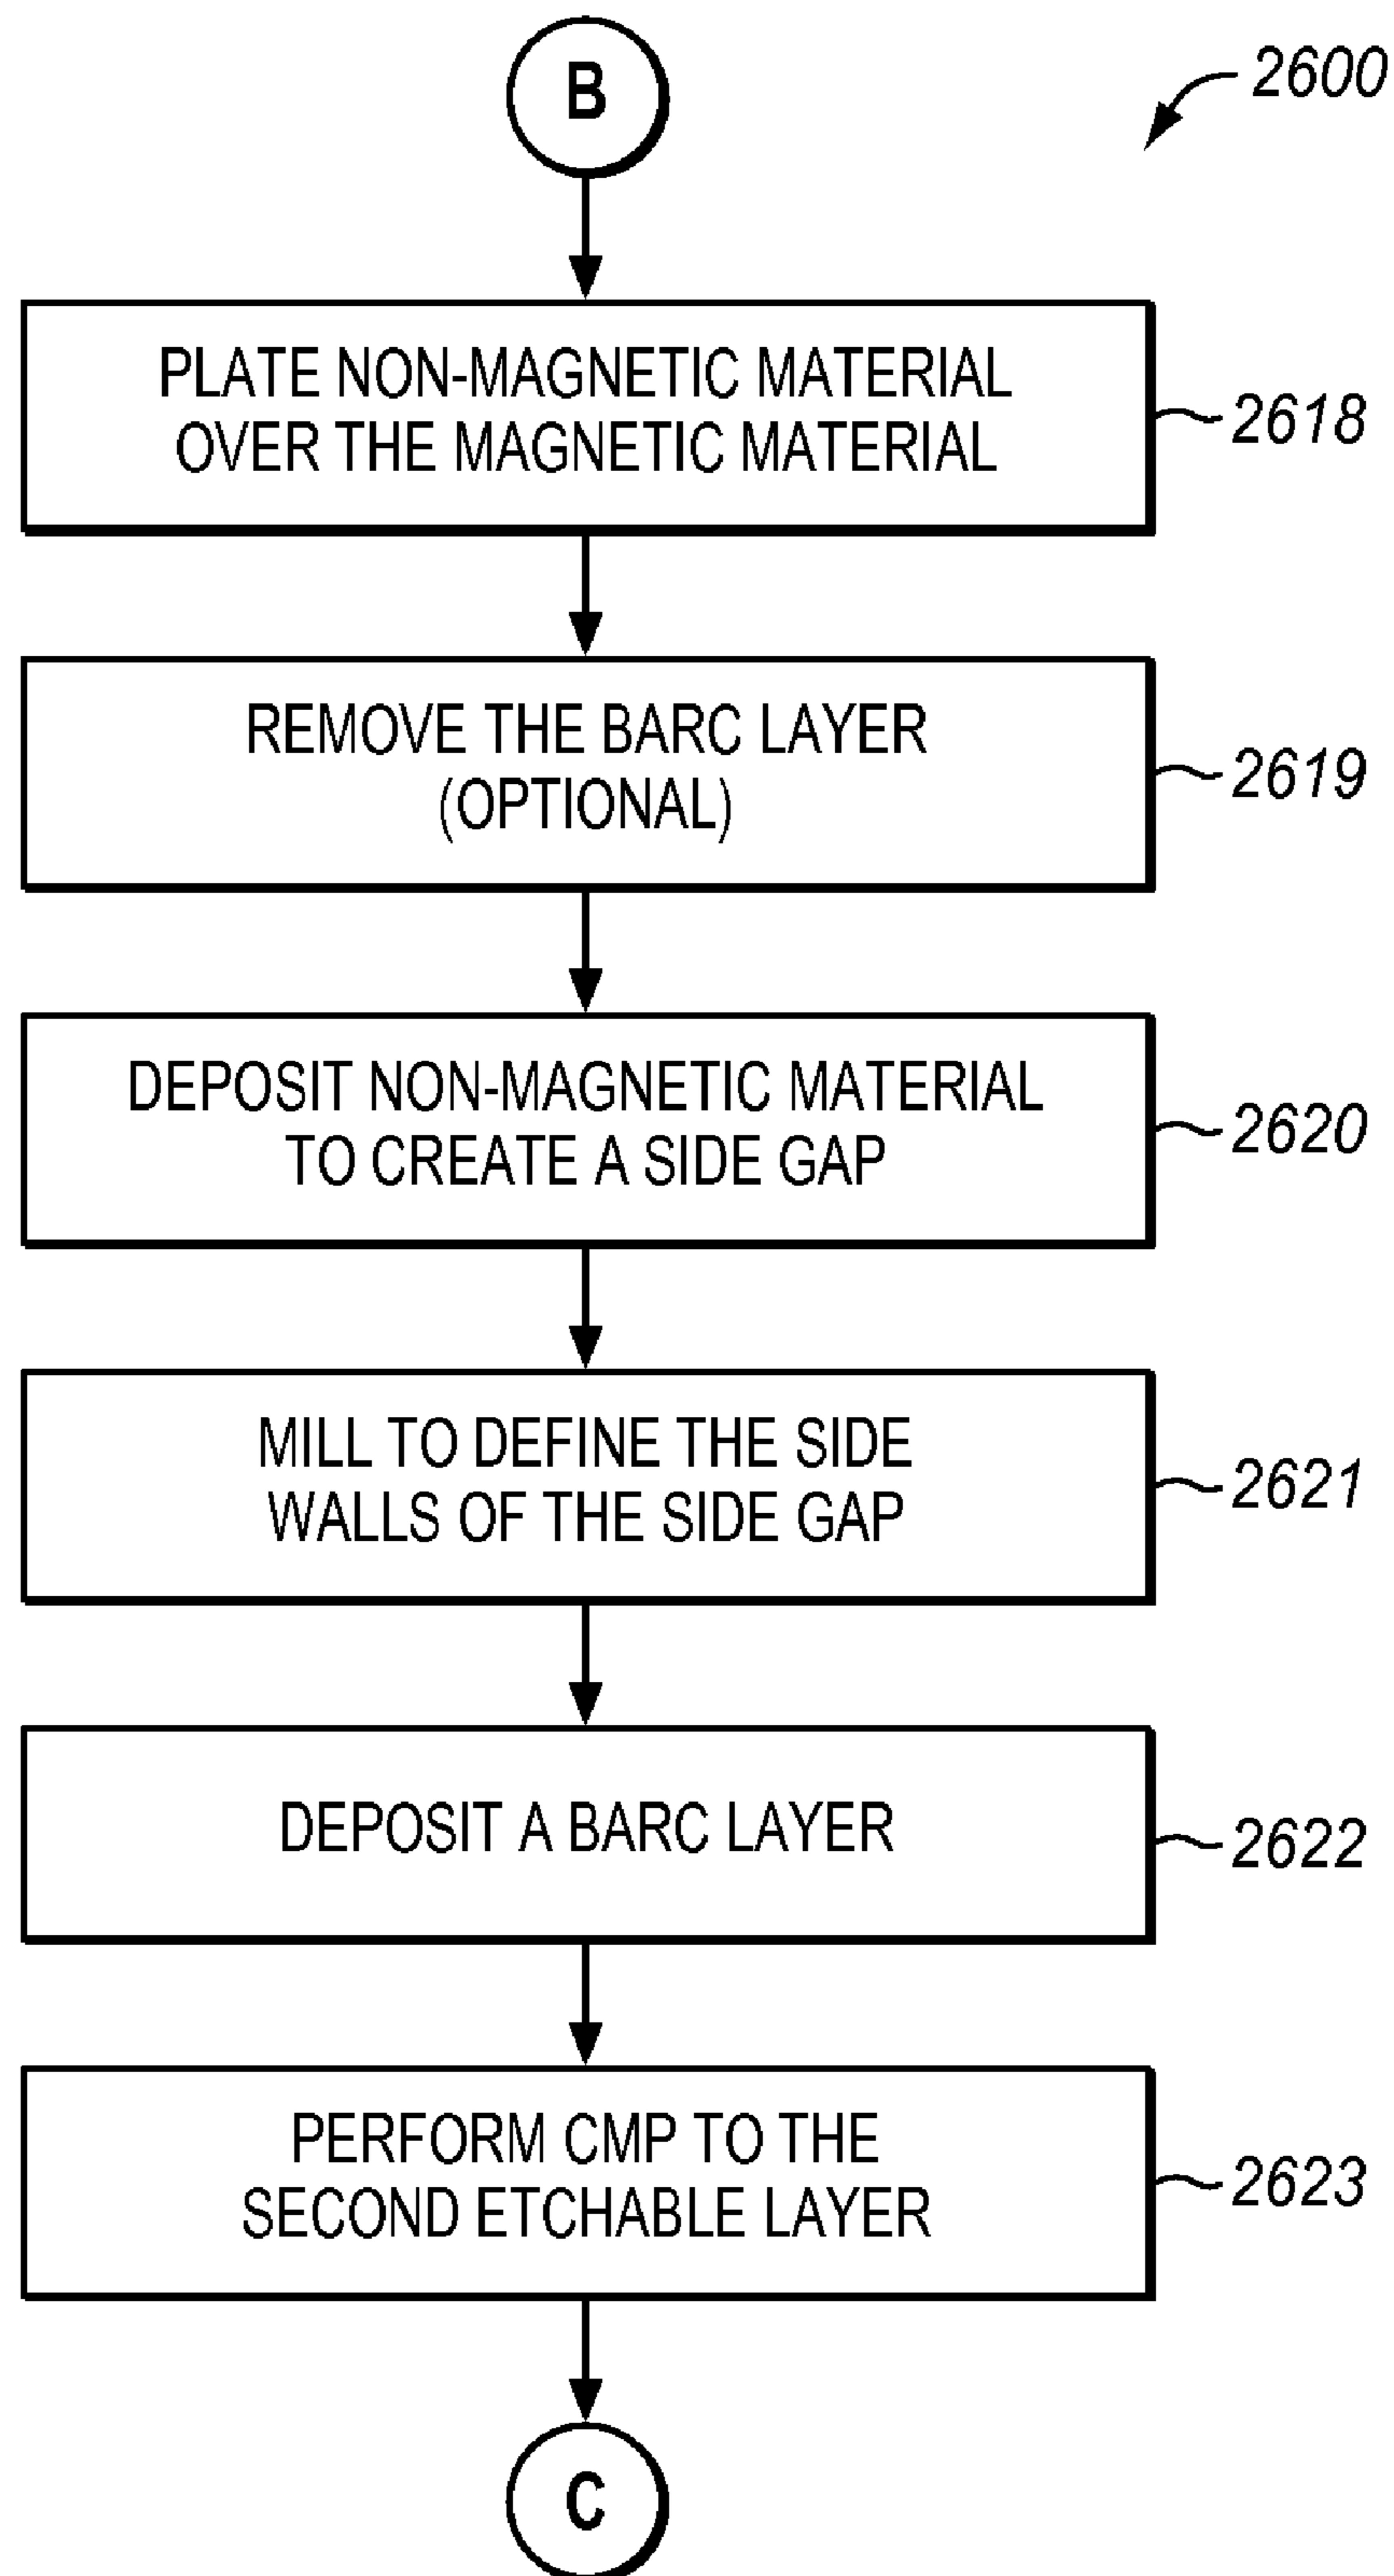 B
2600
PLATE NON-MAGNETIC MATERIAL
OVER THE MAGNETIC MATERIAL
2618
REMOVE THE BARC LAYER
(OPTIONAL)
2619
DEPOSIT NON-MAGNETIC MATERIAL
TO CREATE A SIDE GAP
2620
MILL TO DEFINE THE SIDE
WALLS OF THE SIDE GAP
2621
DEPOSIT A BARC LAYER
2622
PERFORM CMP TO THE
SECOND ETCHABLE LAYER
2623
C